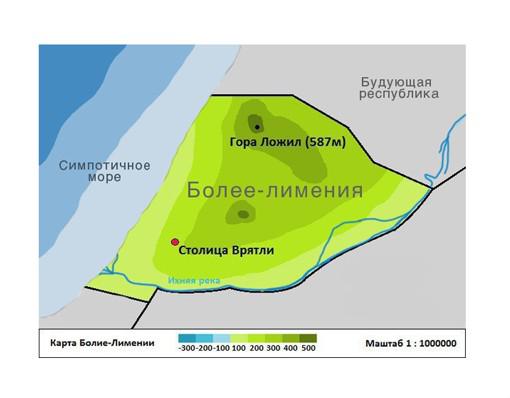 Будующая
республика
Гора Ложил (587м)
Симпотичное
море
Более-лимения
Столица Врятли
Ихняя река
Карта Болие-Лимении
-300-200-100 100 200 300 400 500
Маштаб 1 : 1000000